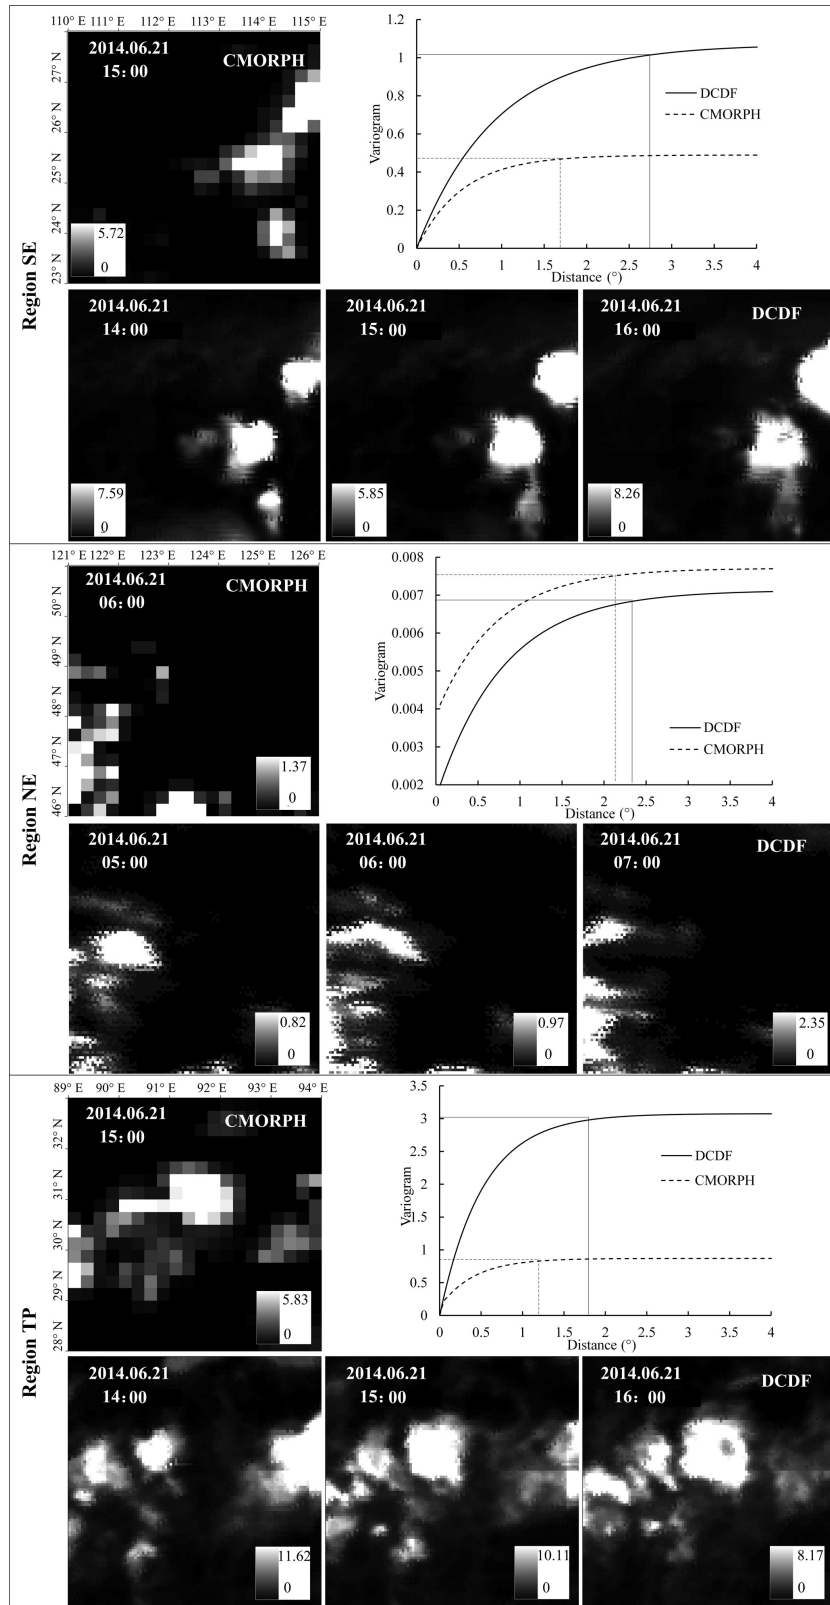 Region SE
110° E 111° E 112° E 113° E 114° E 115° E
27° N
26° N
25° N
24° N
23° N
2014.06.21
15:00
CMORPH
5.72
0
Variogram
1.2
1
0.8
0.6
0.4
0.2
0
0 0.5 1 1.5 2 2.5 3 3.5 4
Distance (°)
DCDF
CMORPH
2014.06.21
14:00
7.59
0
2014.06.21
15:00
5.85
0
2014.06.21
16:00
DCDF
8.26
0
Region NE
121° E 122° E 123° E 124° E 125° E 126° E
50° N
49° N
48° N
47° N
46° N
2014.06.21
06:00
CMORPH
1.37
0
Variogram
0.008
0.007
0.006
0.005
0.004
0.003
0.002
0 0.5 1 1.5 2 2.5 3 3.5 4
Distance (°)
DCDF
CMORPH
2014.06.21
05:00
0.82
0
2014.06.21
06:00
0.97
0
2014.06.21
07:00
DCDF
2.35
0
Region TP
89° E 90° E 91° E 92° E 93° E 94° E
32° N
31° N
30° N
29° N
28° N
2014.06.21
15:00
CMORPH
5.83
0
Variogram
3.5
3
2.5
2
1.5
1
0.5
0
0 0.5 1 1.5 2 2.5 3 3.5 4
Distance (°)
DCDF
CMORPH
2014.06.21
14:00
11.62
0
2014.06.21
15:00
10.11
0
2014.06.21
16: 00
DCDF
8.17
0